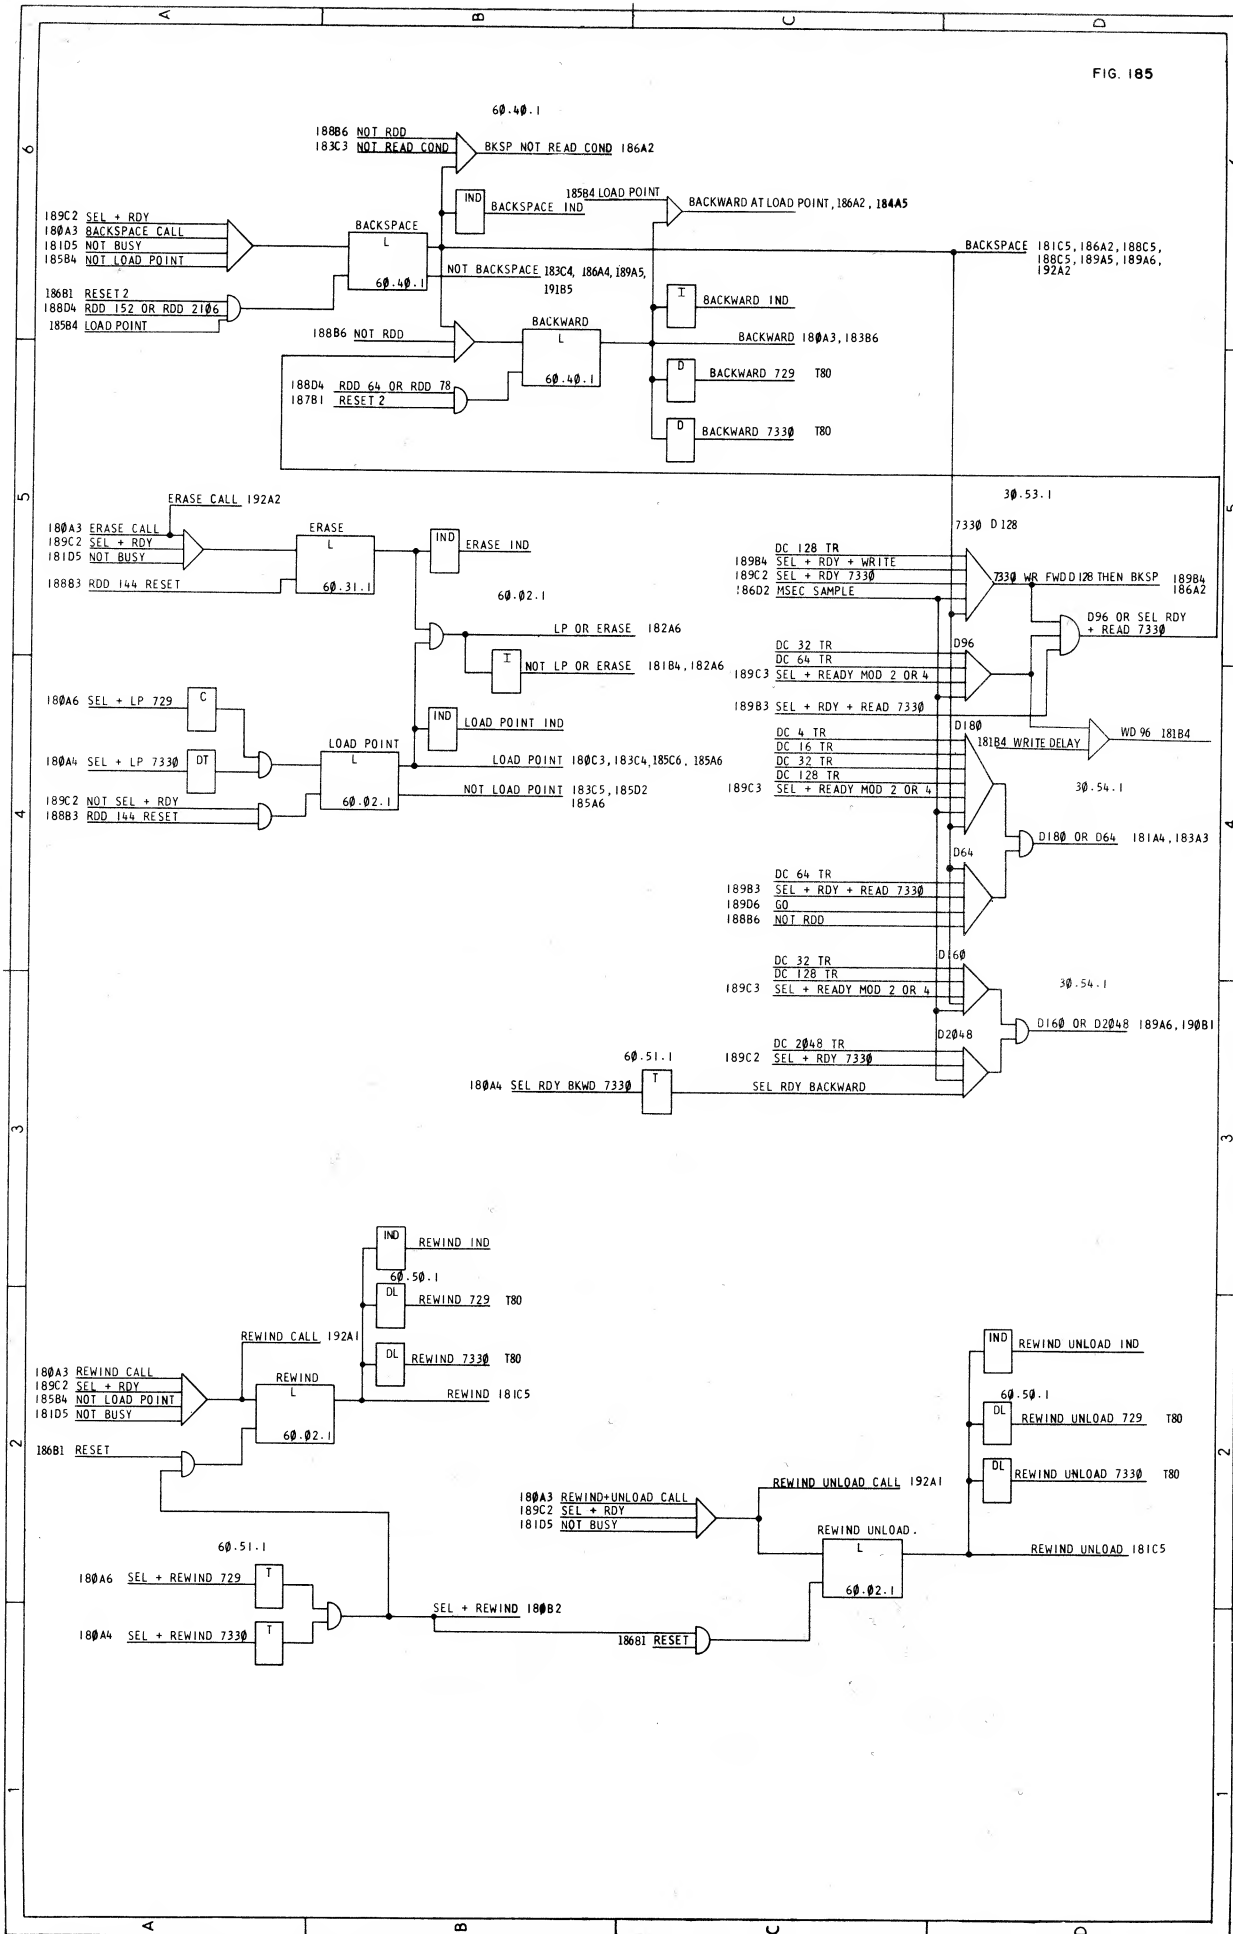 A
B
C
D
FIG. 185
6
60.40.1
188B6 NOT RDD
183C3 NOT READ COND
BKSP NOT READ COND 186A2
IND
BACKSPACE IND
185B4 LOAD POINT
BACKWARD AT LOAD POINT, 186A2, 184A5
189C2 SEL + RDY
180A3 BACKSPACE CALL
181D5 NOT BUSY
185B4 NOT LOAD POINT
BACKSPACE
L
60.40.1
BACKSPACE 181C5, 186A2, 188C5,
188C5, 189A5, 189A6,
192A2
NOT BACKSPACE 183C4, 186A4, 189A5,
191B5
186B1 RESET 2
188D4 RDD 152 OR RDD 2106
185B4 LOAD POINT
I
BACKWARD IND
188B6 NOT RDD
BACKWARD
L
60.40.1
BACKWARD 180A3, 183B6
188D4 RDD 64 OR RDD 78
187B1 RESET 2
D
BACKWARD 729 T80
D
BACKWARD 7330 T80
5
5
ERASE CALL 192A2
180A3 ERASE CALL
189C2 SEL + RDY
181D5 NOT BUSY
188B3 RDD 144 RESET
ERASE
L
60.31.1
IND
ERASE IND
60.02.1
LP OR ERASE 182A6
I
NOT LP OR ERASE 181B4, 182A6
30.53.1
7330 D 128
DC 128 TR
189B4 SEL + RDY + WRITE
189C2 SEL + RDY 7330
186D2 MSEC SAMPLE
7330 WR FWD D 128 THEN BKSP 189B4
186A2
D96 OR SEL RDY
+ READ 7330
D96
DC 32 TR
DC 64 TR
189C3 SEL + READY MOD 2 OR 4
189B3 SEL + RDY + READ 7330
181B4 WRITE DELAY
WD 96 181B4
180A6 SEL + LP 729
C
180A4 SEL + LP 7330
DT
IND
LOAD POINT IND
LOAD POINT
L
60.02.1
LOAD POINT 180C3, 183C4, 185C6, 185A6
NOT LOAD POINT 183C5, 185D2
185A6
189C2 NOT SEL + RDY
188B3 RDD 144 RESET
4
4
D180
DC 4 TR
DC 16 TR
DC 32 TR
DC 128 TR
189C3 SEL + READY MOD 2 OR 4
30.54.1
D180 OR D64 181A4, 183A3
D64
DC 64 TR
189B3 SEL + RDY + READ 7330
189D6 GO
188B6 NOT RDD
D160
DC 32 TR
DC 128 TR
189C3 SEL + READY MOD 2 OR 4
30.54.1
D160 OR D2048 189A6, 190B1
D2048
DC 2048 TR
189C2 SEL + RDY 7330
60.51.1
180A4 SEL RDY BKWD 7330
T
SEL RDY BACKWARD
3
3
IND
REWIND IND
60.50.1
DL
REWIND 729 T80
DL
REWIND 7330 T80
REWIND CALL 192A1
180A3 REWIND CALL
189C2 SEL + RDY
185B4 NOT LOAD POINT
181D5 NOT BUSY
REWIND
L
60.02.1
REWIND 181C5
186B1 RESET
2
2
IND
REWIND UNLOAD IND
60.50.1
DL
REWIND UNLOAD 729 T80
DL
REWIND UNLOAD 7330 T80
REWIND UNLOAD CALL 192A1
180A3 REWIND+UNLOAD CALL
189C2 SEL + RDY
181D5 NOT BUSY
REWIND UNLOAD.
L
60.02.1
REWIND UNLOAD 181C5
60.51.1
180A6 SEL + REWIND 729
T
180A4 SEL + REWIND 7330
T
SEL + REWIND 180B2
186B1 RESET
1
1
A
B
C
D